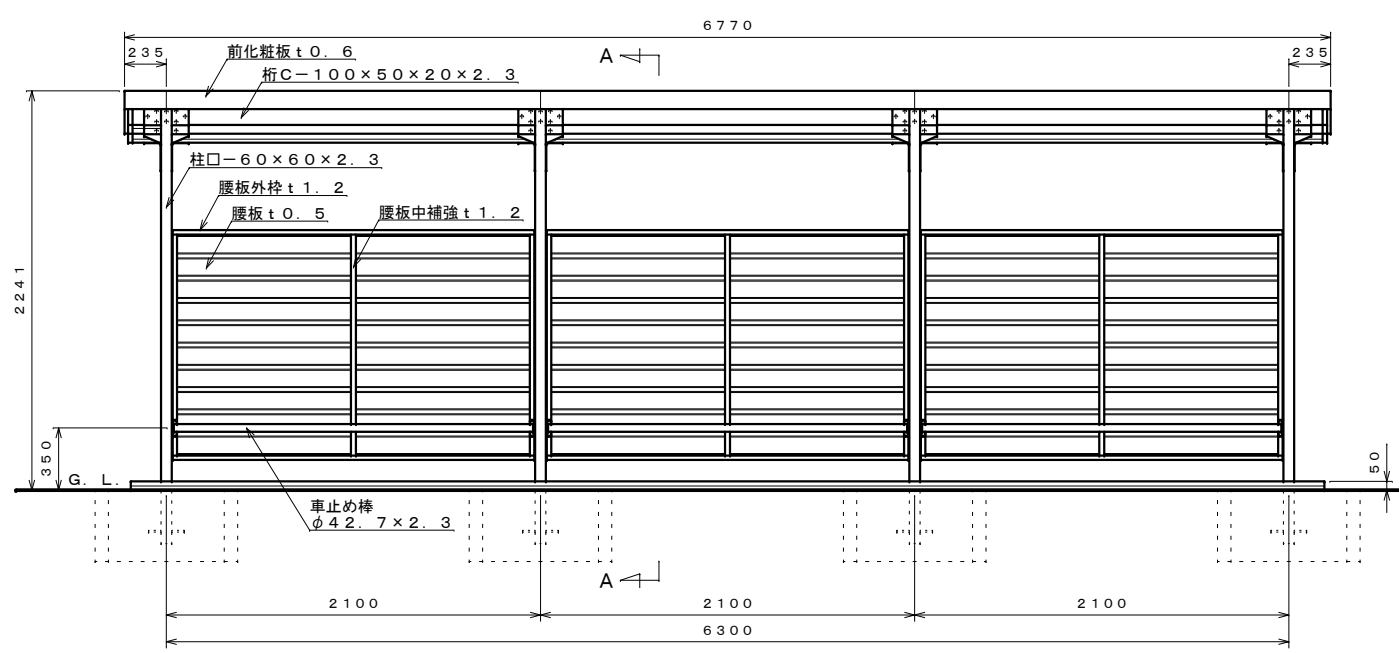 6770
235
235
A
前化粧板t0.6
桁C-100×50×20×2.3
柱口-60×60×2.3
腰板外枠t1.2
腰板t0.5
腰板中補強t1.2
2241
350
G.L.
50
車止め棒
φ42.7×2.3
A
2100
2100
2100
6300